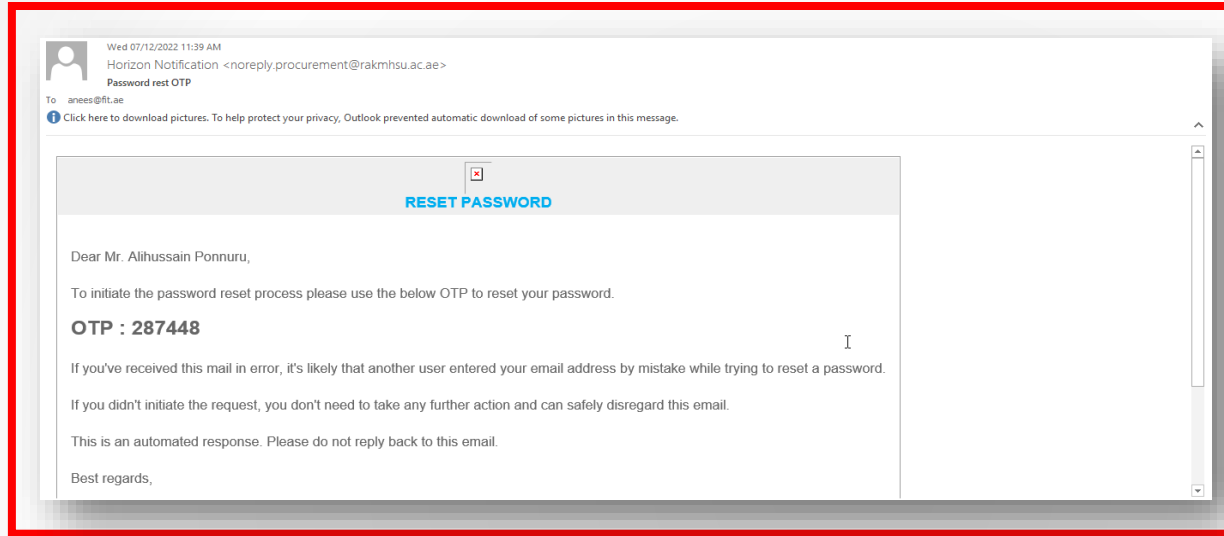 Wed 07/12/2022 11:39 AM
Horizon Notification <noreply.procurement@rakmhsu.ac.ae>
Password rest OTP
To anees@fit.ae
Click here to download pictures. To help protect your privacy, Outlook prevented automatic download of some pictures in this message.
RESET PASSWORD
Dear Mr. Alihussain Ponnuru,
To initiate the password reset process please use the below OTP to reset your password.
OTP : 287448
If you've received this mail in error, it's likely that another user entered your email address by mistake while trying to reset a password.
If you didn't initiate the request, you don't need to take any further action and can safely disregard this email.
This is an automated response. Please do not reply back to this email.
Best regards,